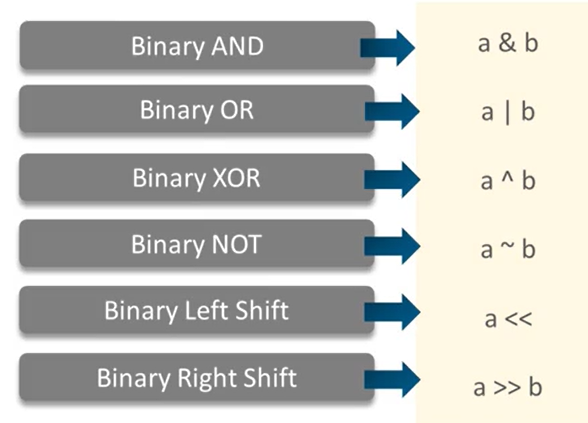 Binary AND a & b
Binary OR a | b
Binary XOR a ^ b
Binary NOT a ~ b
Binary Left Shift a <<
Binary Right Shift a >> b